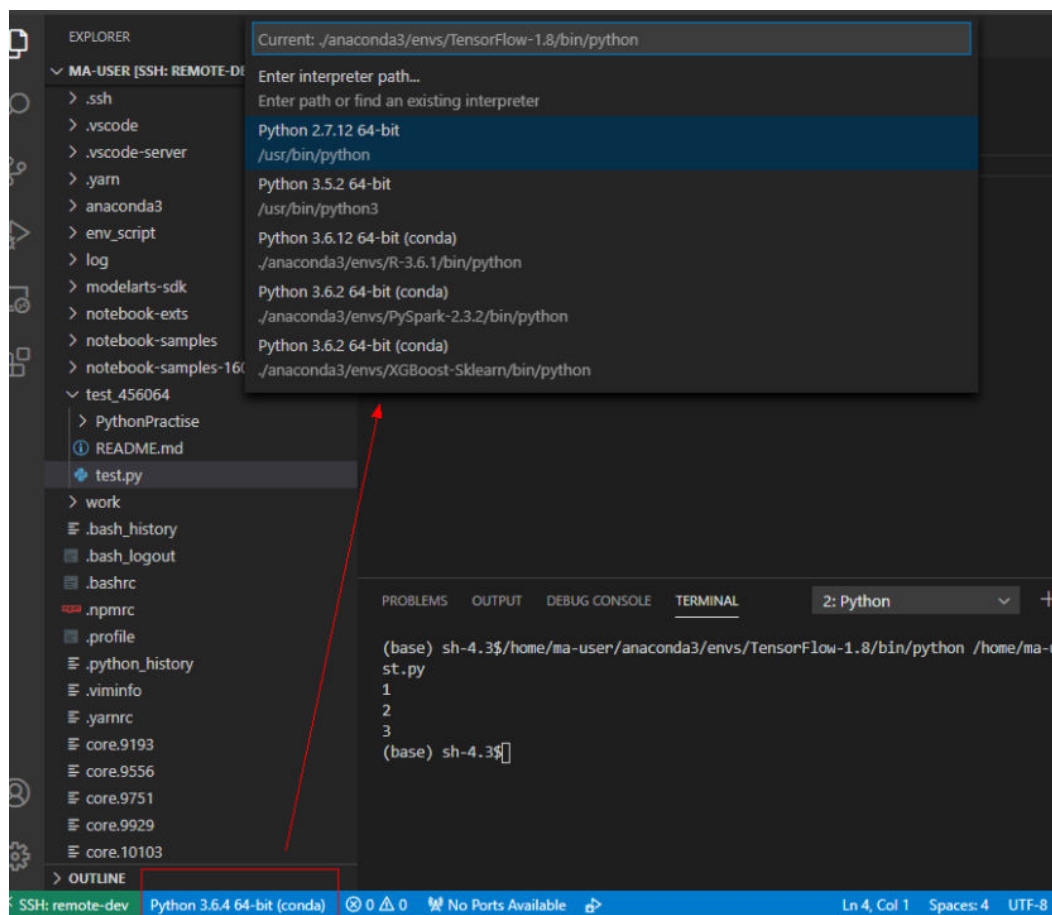 EXPLORER
MA-USER [SSH: REMOTE-DE
.ssh
.vscode
.vscode-server
.yarn
anaconda3
env_script
log
modelarts-sdk
notebook-exts
notebook-samples
notebook-samples-160
test_456064
PythonPractise
README.md
test.py
work
.bash_history
.bash_logout
.bashrc
.npmrc
.profile
.python_history
.viminfo
.yarnrc
core.9193
core.9556
core.9751
core.9929
core.10103
OUTLINE
Current: ./anaconda3/envs/TensorFlow-1.8/bin/python
Enter interpreter path...
Enter path or find an existing interpreter
Python 2.7.12 64-bit
/usr/bin/python
Python 3.5.2 64-bit
/usr/bin/python3
Python 3.6.12 64-bit (conda)
./anaconda3/envs/R-3.6.1/bin/python
Python 3.6.2 64-bit (conda)
./anaconda3/envs/PySpark-2.3.2/bin/python
Python 3.6.2 64-bit (conda)
./anaconda3/envs/XGBoost-Sklearn/bin/python
PROBLEMS OUTPUT DEBUG CONSOLE TERMINAL 2: Python
(base) sh-4.3$/home/ma-user/anaconda3/envs/TensorFlow-1.8/bin/python /home/ma-
st.py
1
2
3
(base) sh-4.3$
SSH: remote-dev Python 3.6.4 64-bit (conda) 0 0 No Ports Available Ln 4, Col 1 Spaces: 4 UTF-8